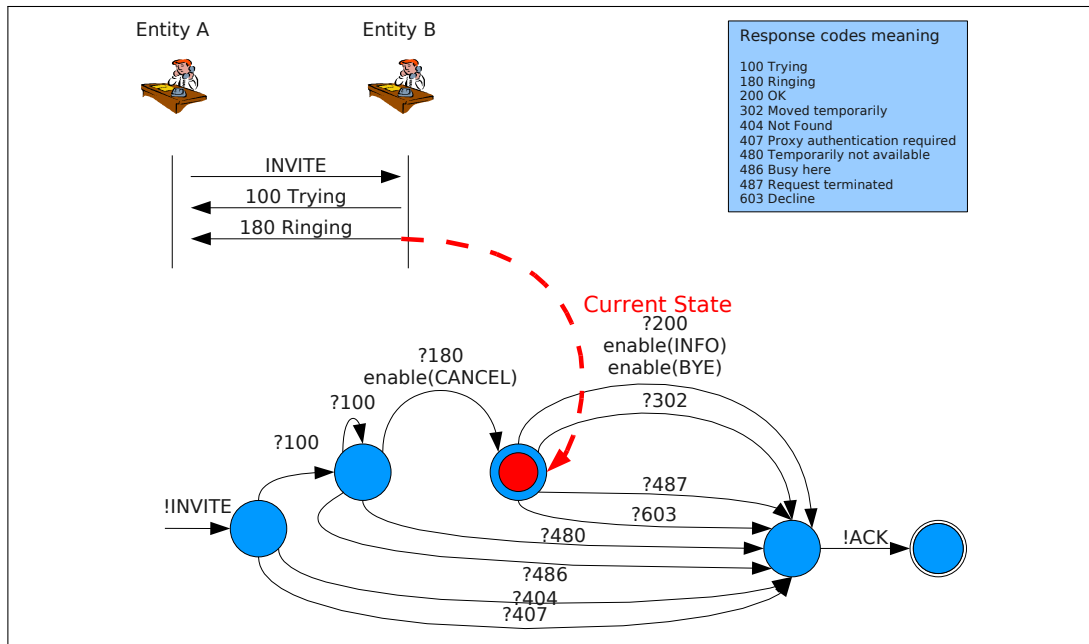 Entity A
Entity B
Response codes meaning
100 Trying
180 Ringing
200 OK
302 Moved temporarily
404 Not Found
407 Proxy authentication required
480 Temporarily not available
486 Busy here
487 Request terminated
603 Decline
INVITE
100 Trying
180 Ringing
Current State
?200
enable(INFO)
enable(BYE)
?180
enable(CANCEL)
?302
?100
?100
?487
!INVITE
?603
?480
!ACK
?486
?404
?407